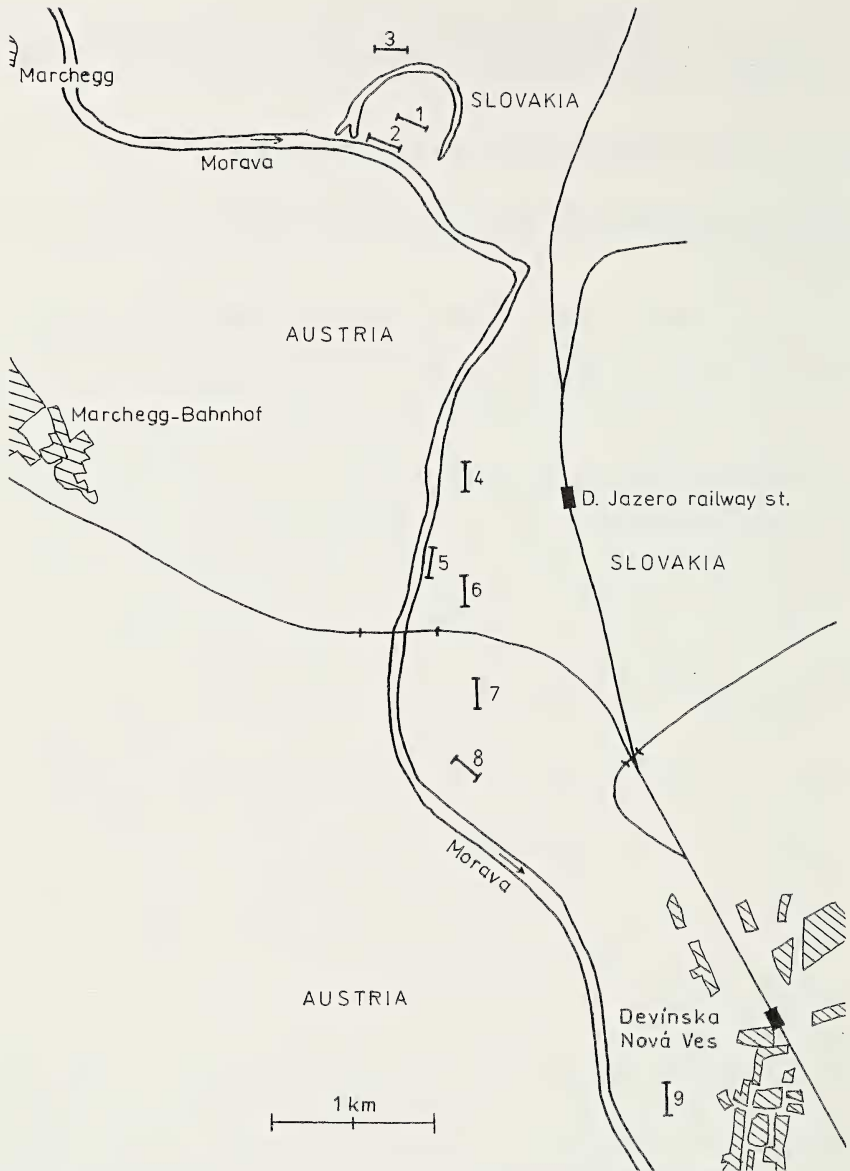 3
Marchegg
SLOVAKIA
1
2
Morava
AUSTRIA
Marchegg-Bahnhof
4
D. Jazero railway st.
5
SLOVAKIA
6
7
8
Morava
AUSTRIA
Devínska
Nová Ves
9
1 km